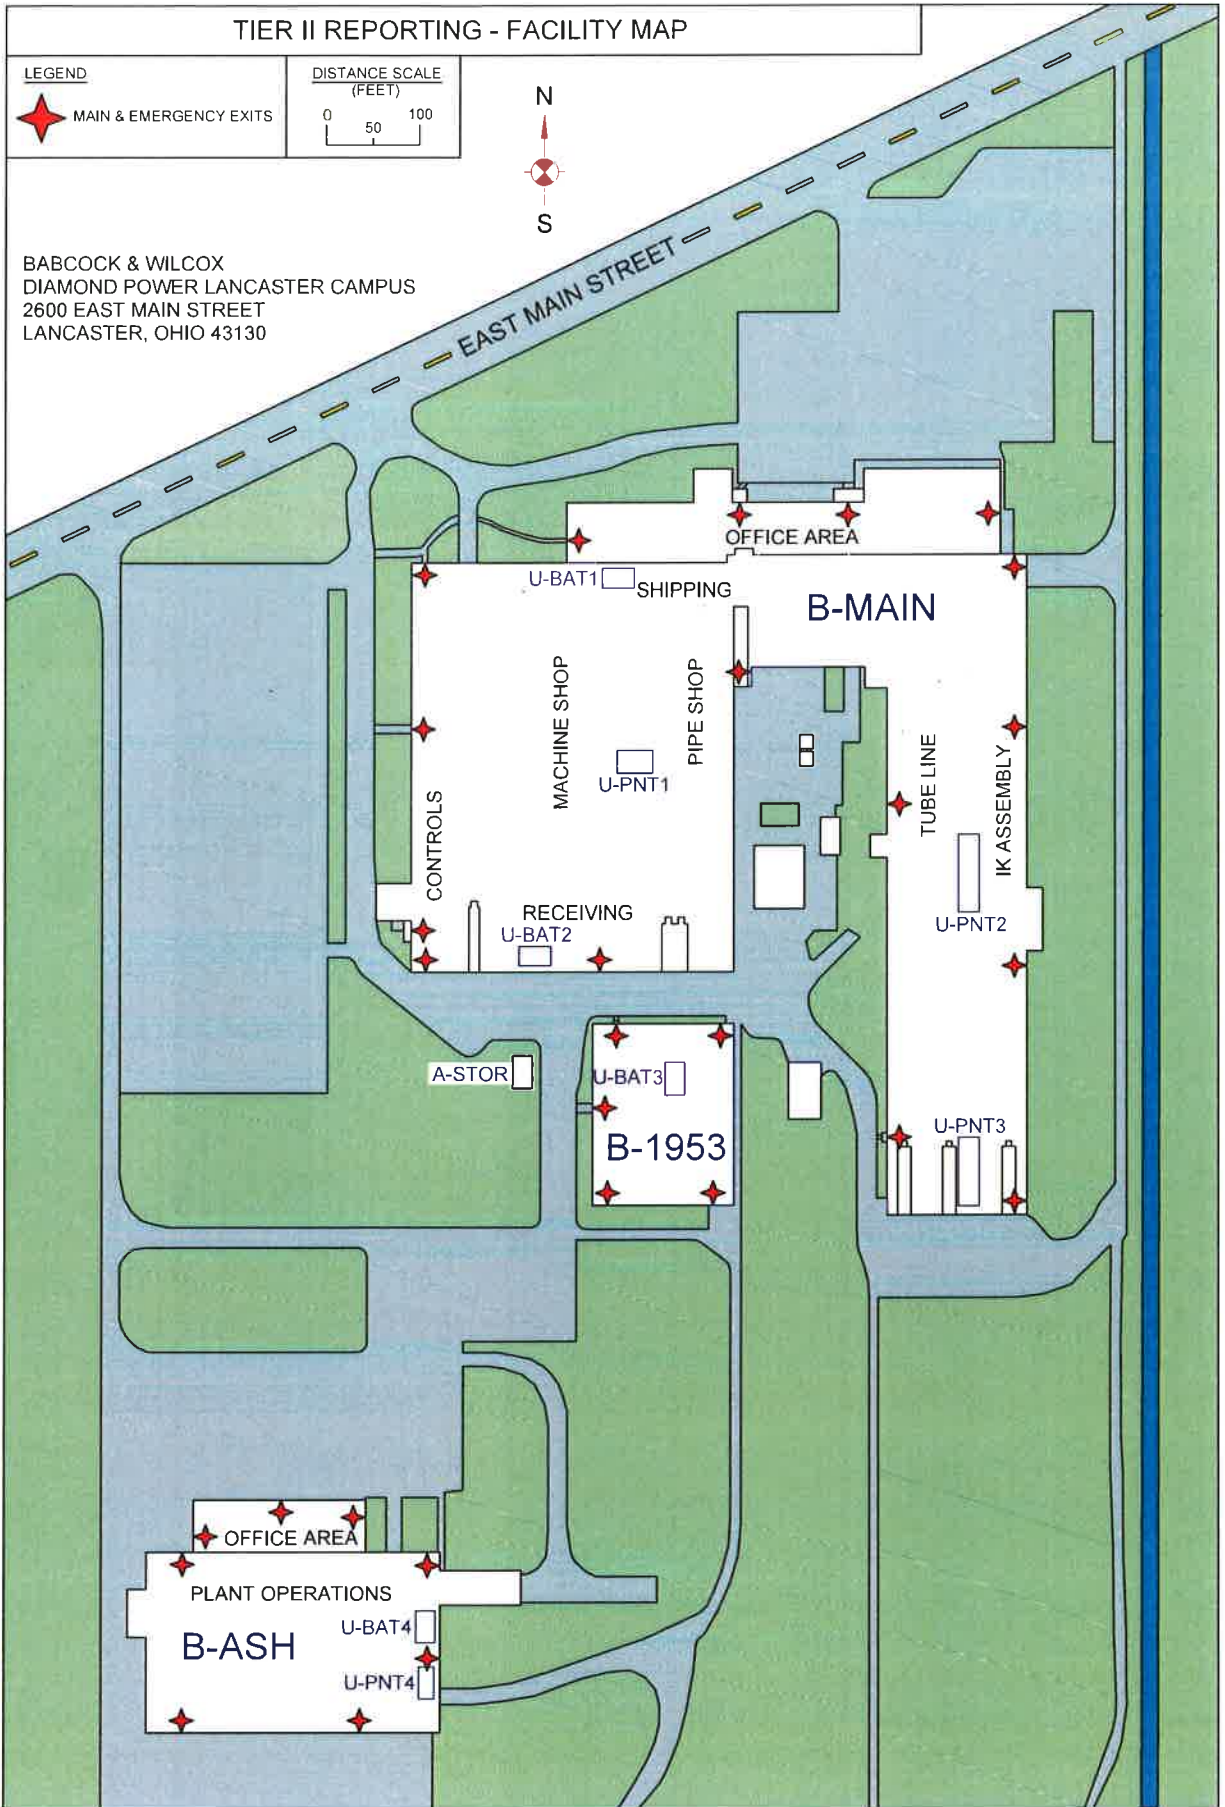 TIER II REPORTING - FACILITY MAP
LEGEND
MAIN & EMERGENCY EXITS
DISTANCE SCALE
(FEET)
0
50
100
N
S
BABCOCK & WILCOX
DIAMOND POWER LANCASTER CAMPUS
2600 EAST MAIN STREET
LANCASTER, OHIO 43130
EAST MAIN STREET
OFFICE AREA
U-BAT1
SHIPPING
B-MAIN
MACHINE SHOP
PIPE SHOP
U-PNT1
CONTROLS
TUBE LINE
IK ASSEMBLY
RECEIVING
U-BAT2
U-PNT2
A-STOR
U-BAT3
B-1953
U-PNT3
OFFICE AREA
PLANT OPERATIONS
U-BAT4
B-ASH
U-PNT4